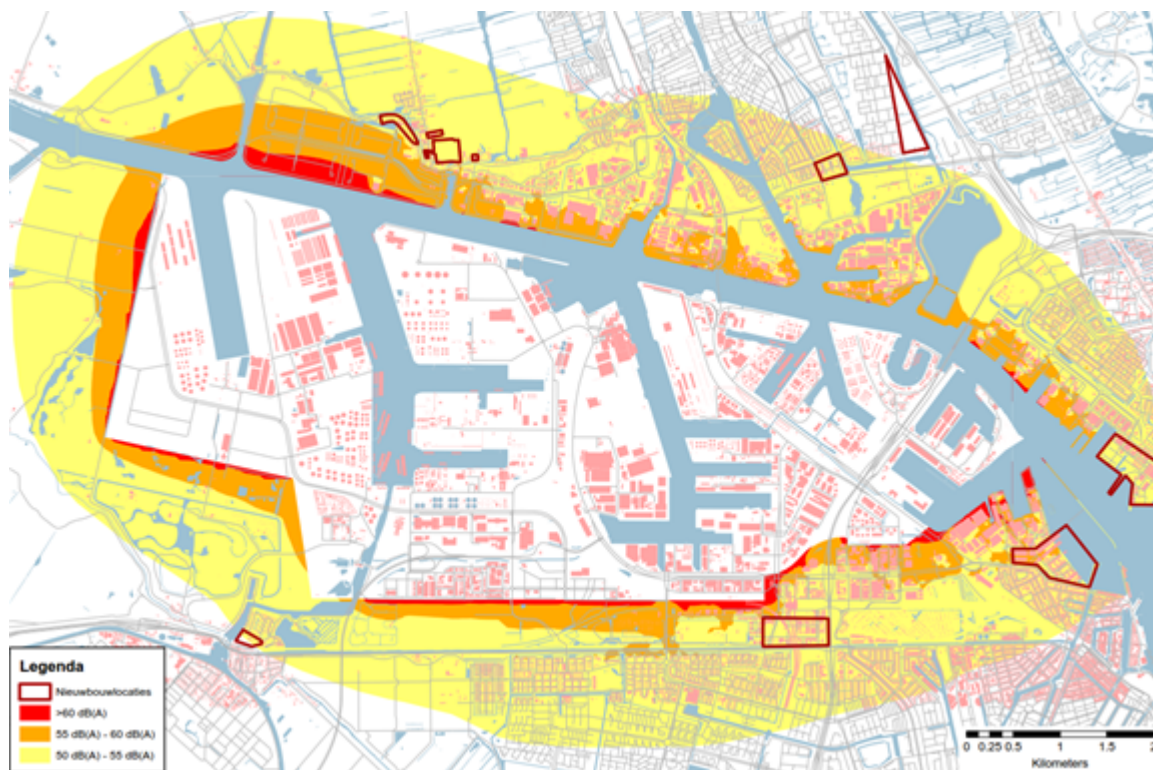 Legenda
Nieuwbouwlocaties
>60 dB(A)
55 dB(A) - 60 dB(A)
50 dB(A) - 55 dB(A)
0 0.25 0.5 1 1.5 2
Kilometers